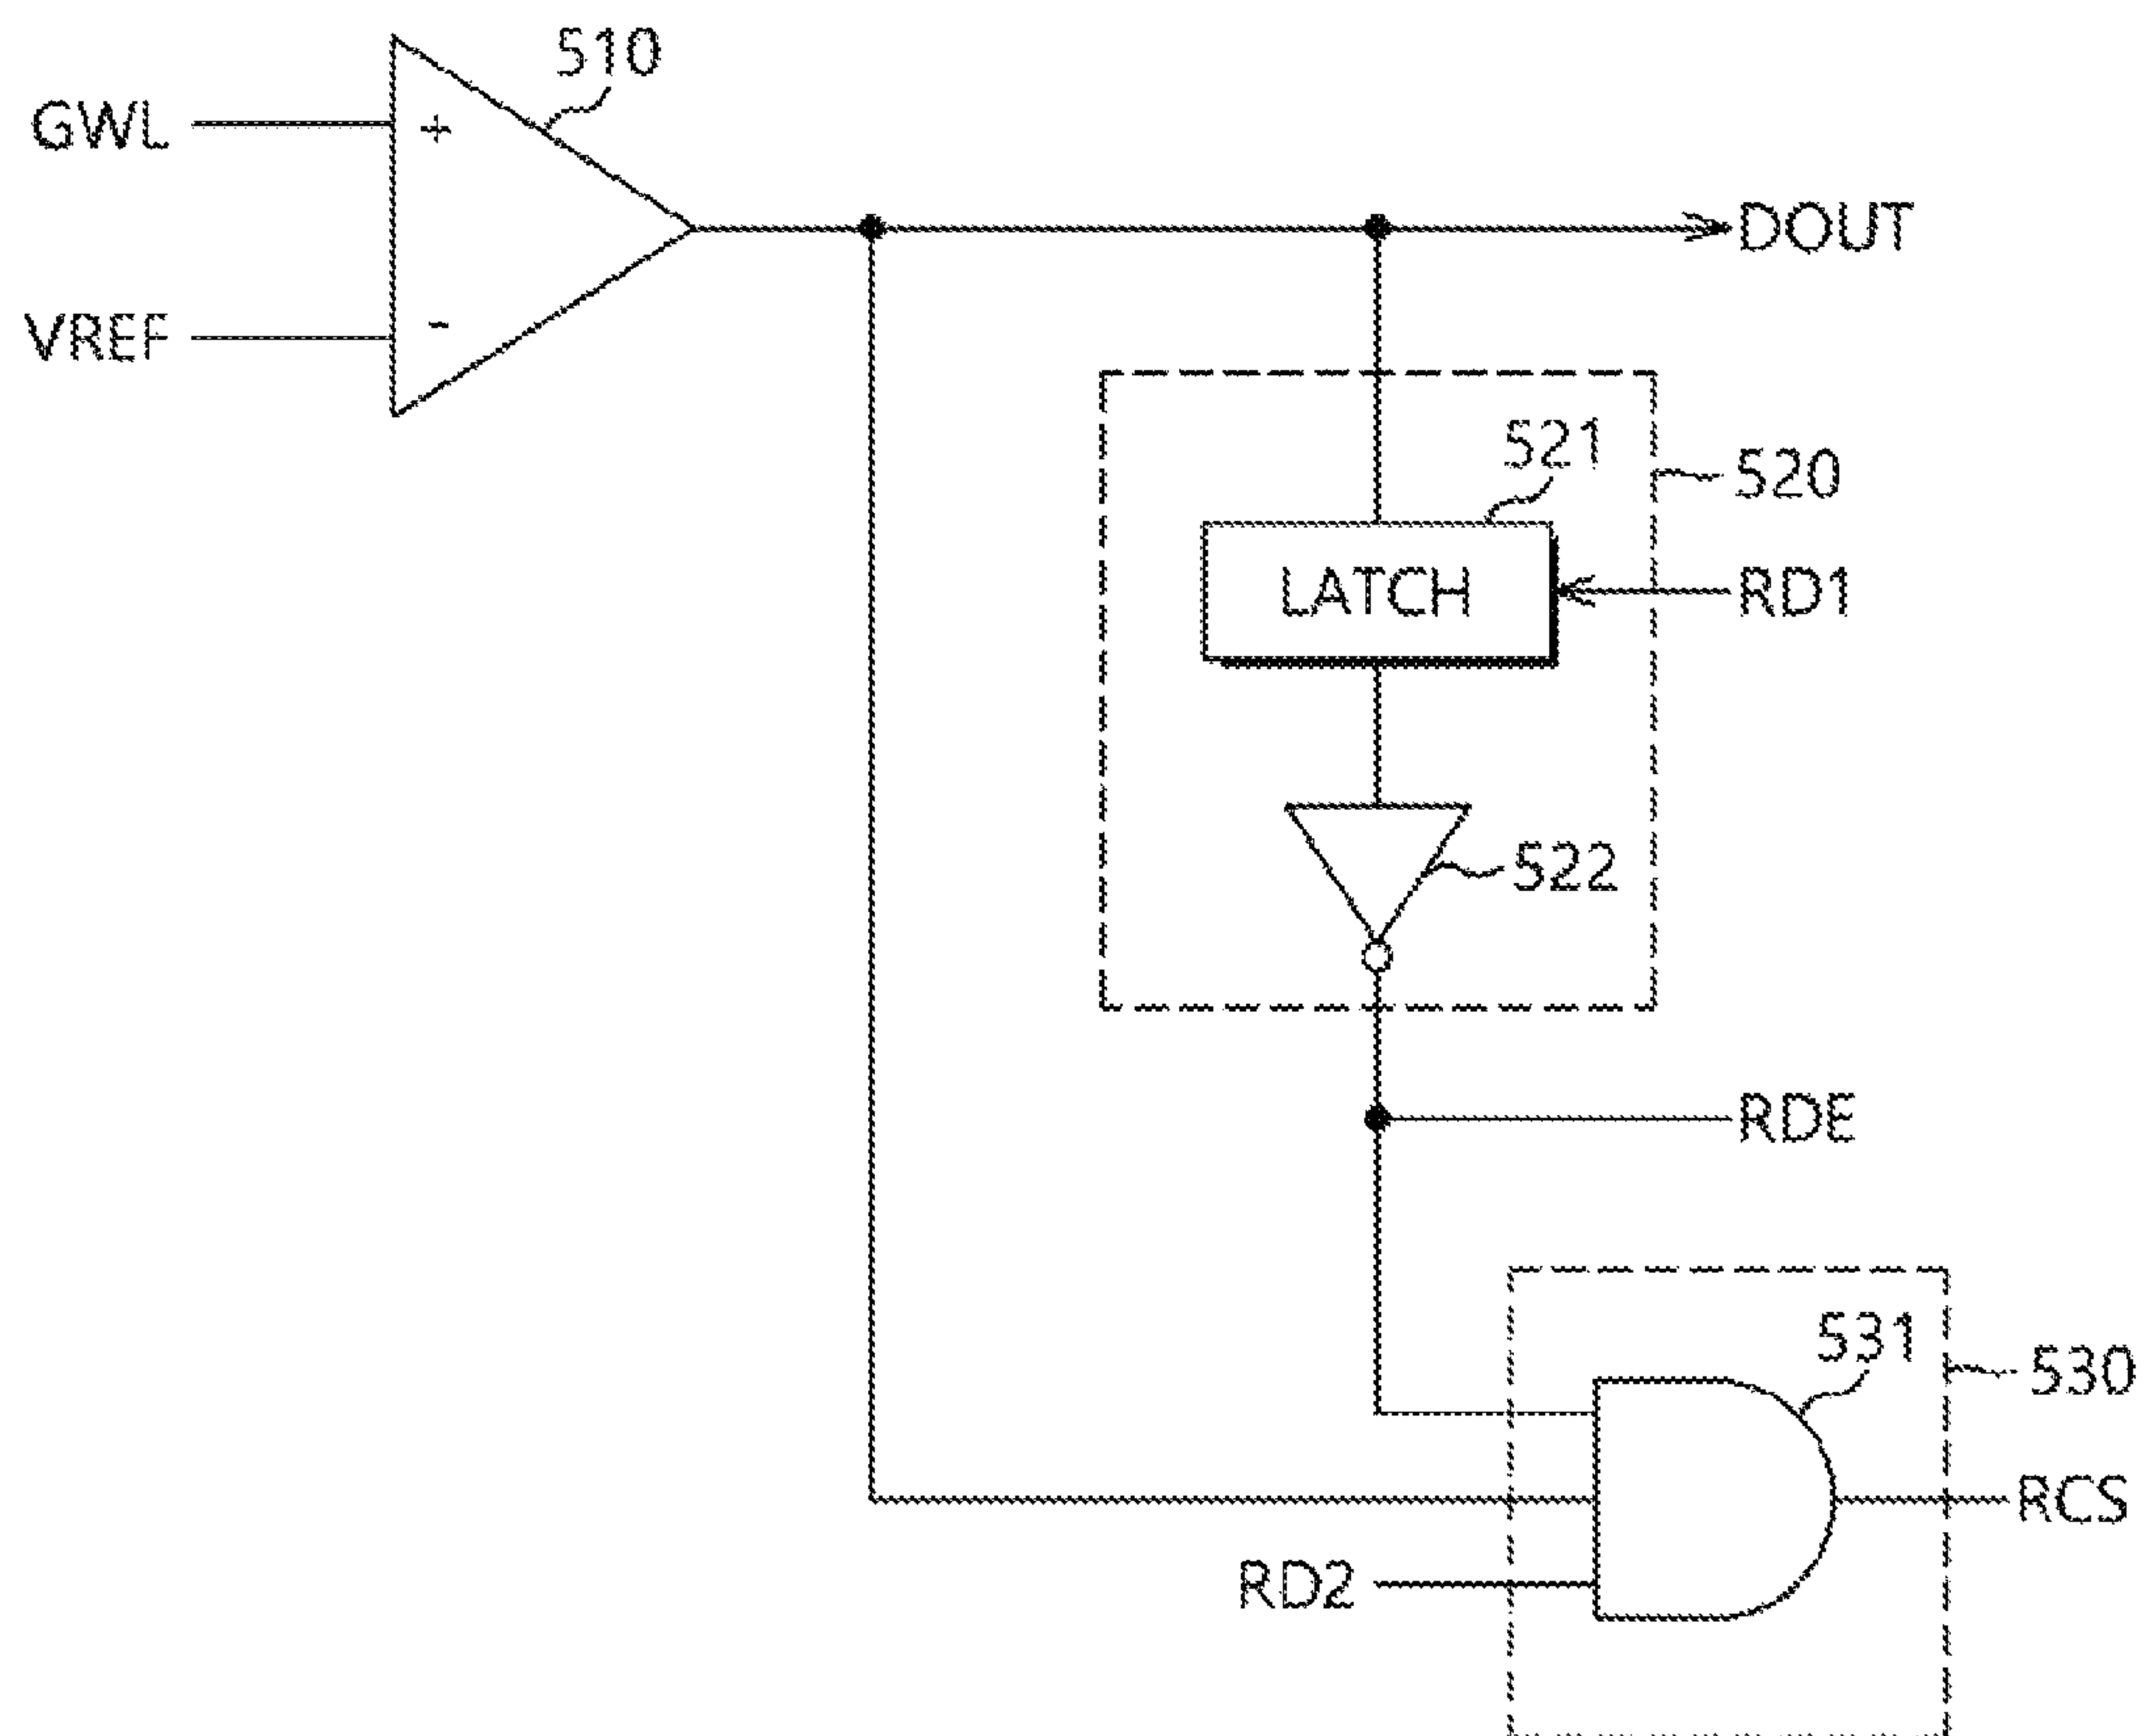 510
GWL
+
DOUT
VREF
-
521
520
LATCH
RD1
522
RDE
531
530
RCS
RD2